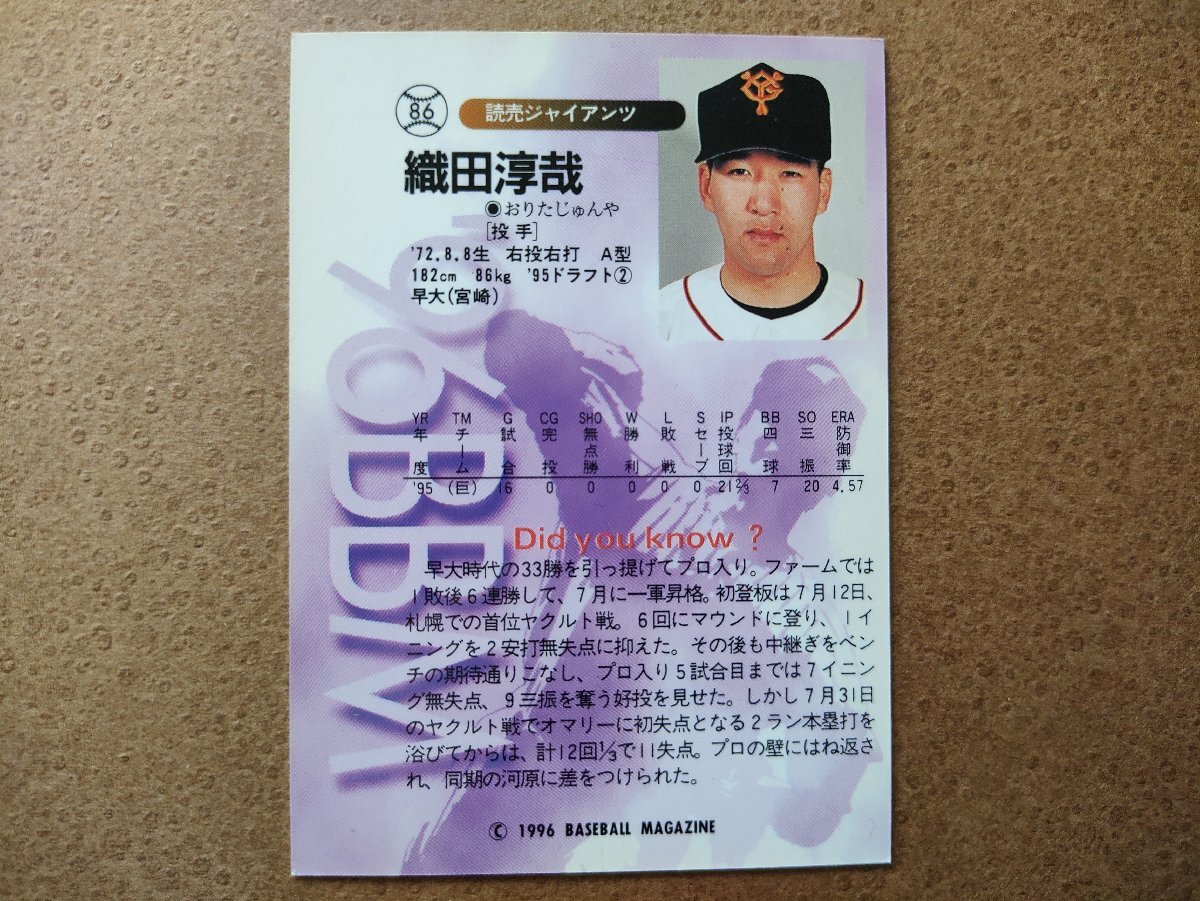 86
読売ジャイアンツ
YG
織田淳哉
◉おりたじゅんや
[投手]
'72.8.8生 右投右打 A型
182cm 86kg '95ドラフト②
早大(宮崎)
'96BBM
YR TM G CG SHO W L S IP BB SO ERA
年度 チーム 試合 完投 無点勝 勝利 敗戦 セーブ 投球回 四球 三振 防御率
'95 (巨) 16 0 0 0 0 0 21 2/3 7 20 4.57
Did you know ?
早大時代の33勝を引っ提げてプロ入り。ファームでは
1敗後6連勝して、7月に一軍昇格。初登板は7月12日、
札幌での首位ヤクルト戦。6回にマウンドに登り、1イ
ニングを2安打無失点に抑えた。その後も中継ぎをベン
チの期待通りこなし、プロ入り5試合目までは7イニン
グ無失点、9三振を奪う好投を見せた。しかし7月31日
のヤクルト戦でオマリーに初失点となる2ラン本塁打を
浴びてからは、計12回1/3で11失点。プロの壁にはね返さ
れ、同期の河原に差をつけられた。
© 1996 BASEBALL MAGAZINE